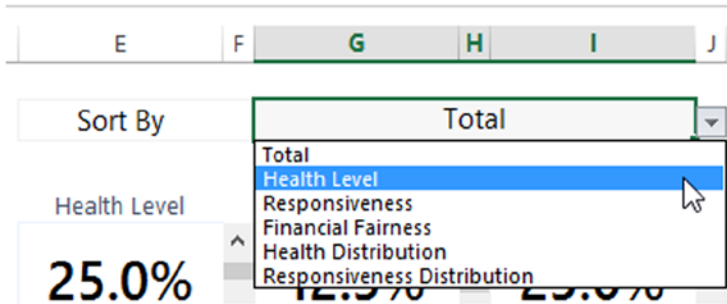 E F G H I J
Sort By Total
Total
Health Level
Responsiveness
Financial Fairness
Health Distribution
Responsiveness Distribution
Health Level
25.0%